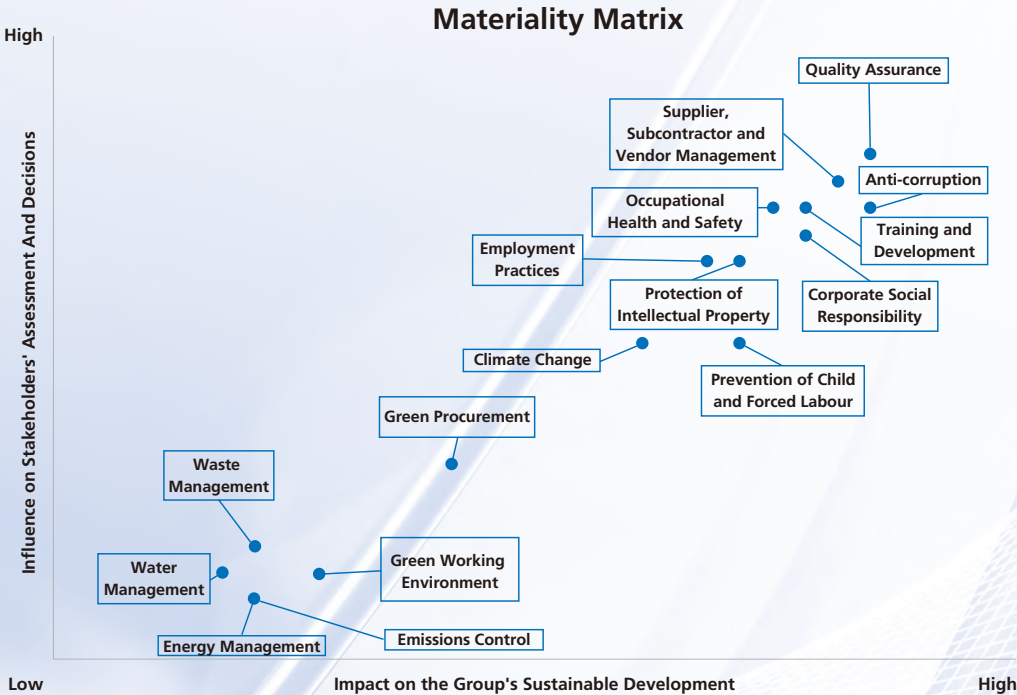 Materiality Matrix
High
Influence on Stakeholders' Assessment And Decisions
Quality Assurance
Supplier,
Subcontractor and
Vendor Management
Anti-corruption
Occupational
Health and Safety
Training and
Development
Employment
Practices
Protection of
Intellectual Property
Corporate Social
Responsibility
Climate Change
Prevention of Child
and Forced Labour
Green Procurement
Waste
Management
Water
Management
Green Working
Environment
Energy Management
Emissions Control
Low
Impact on the Group's Sustainable Development
High